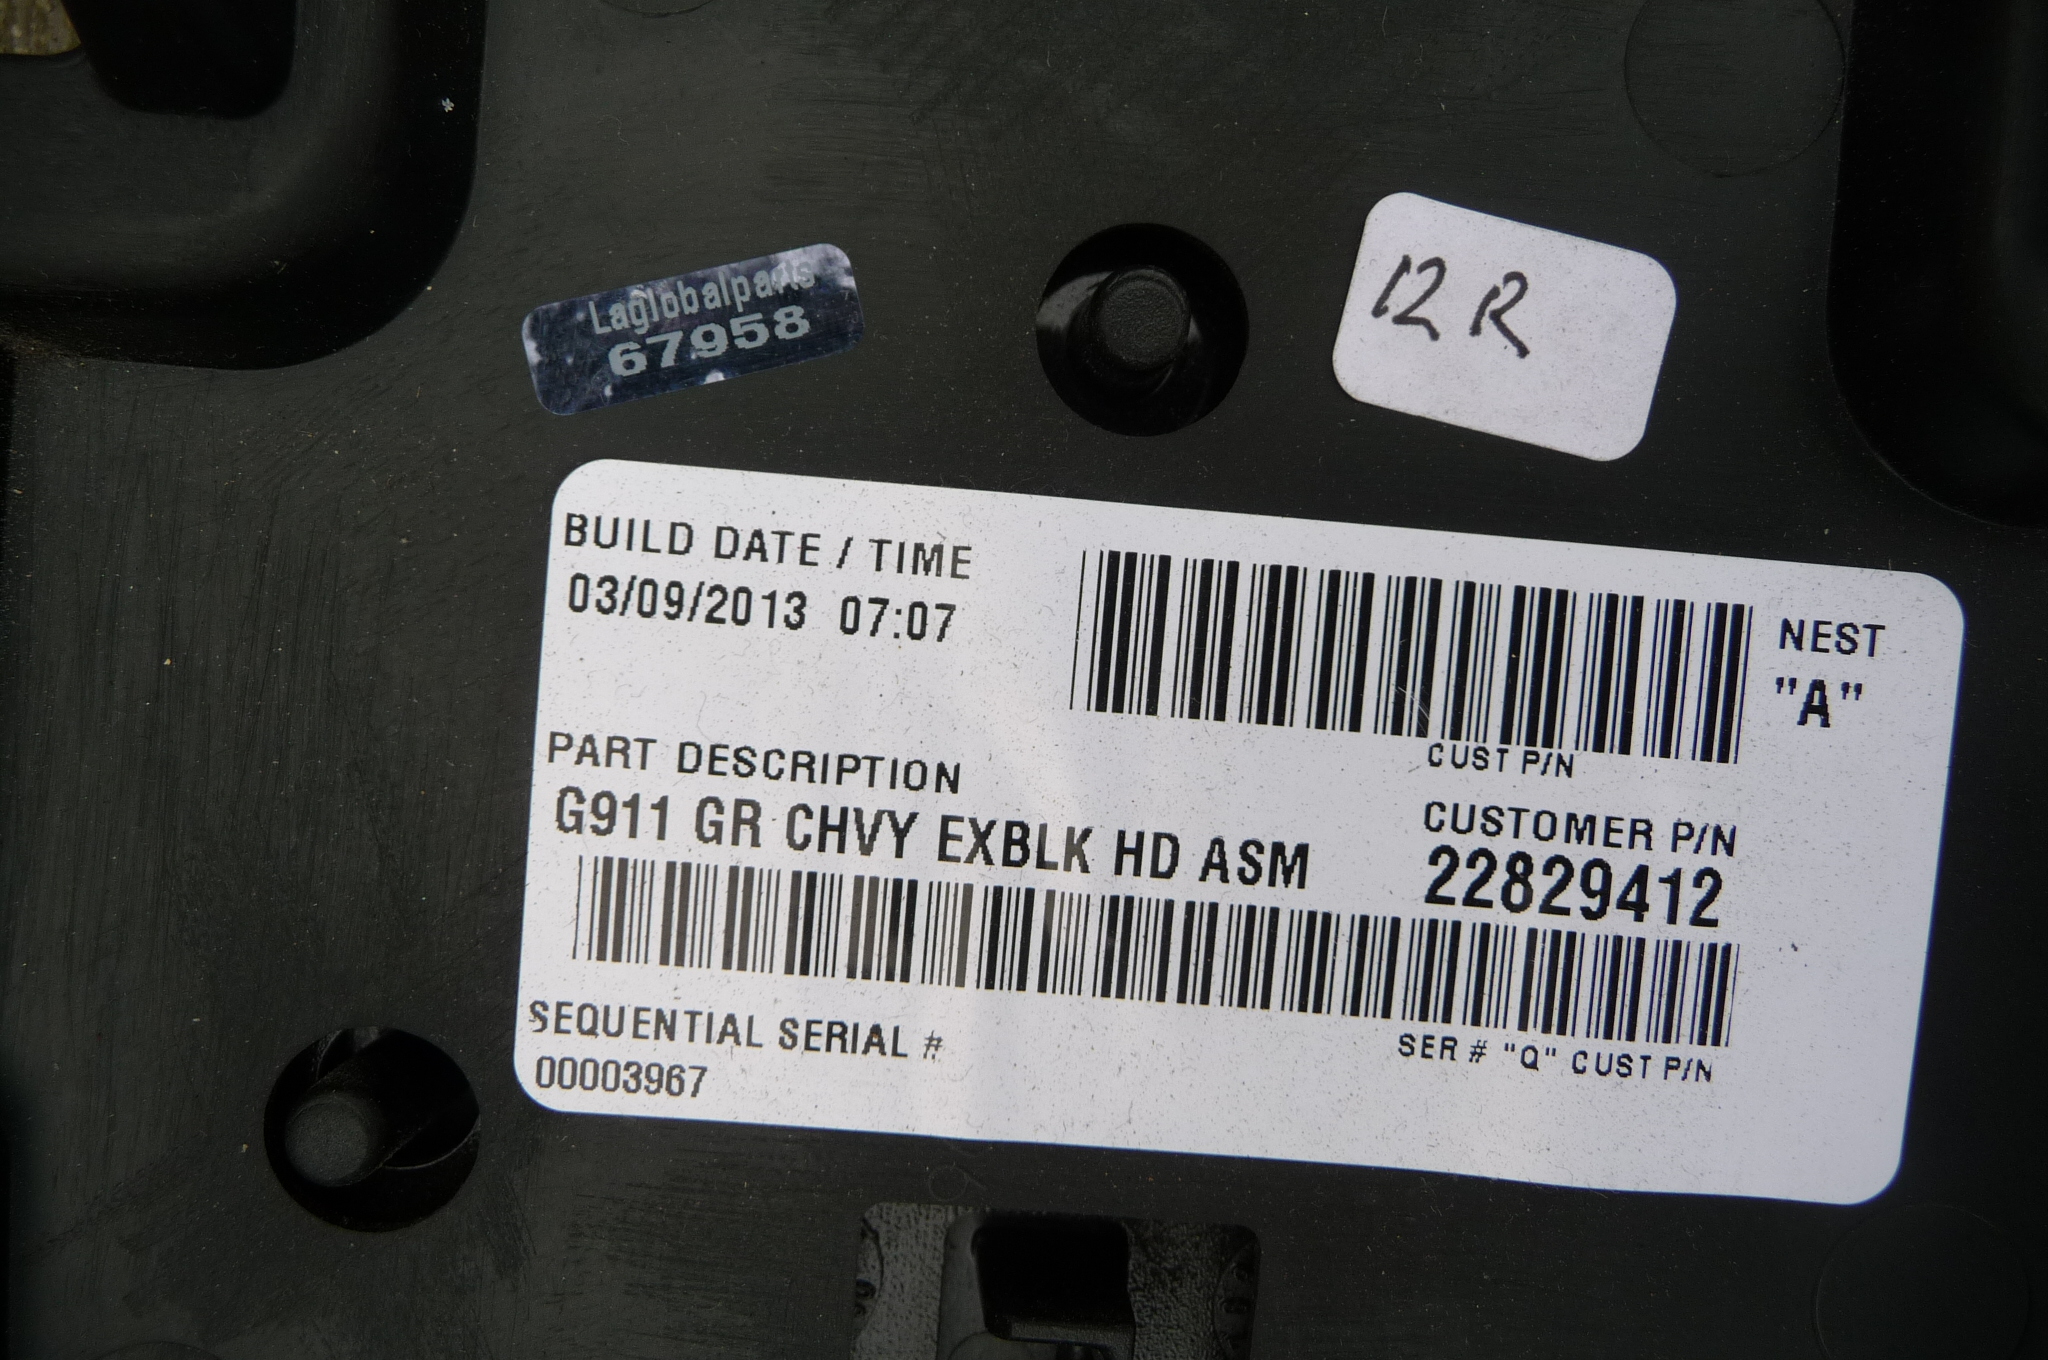 Laglobalparts
67958
12 R
BUILD DATE / TIME
03/09/2013 07:07
NEST
"A"
CUST P/N
PART DESCRIPTION
G911 GR CHVY EXBLK HD ASM
CUSTOMER P/N
22829412
SEQUENTIAL SERIAL #
00003967
SER # "Q" CUST P/N